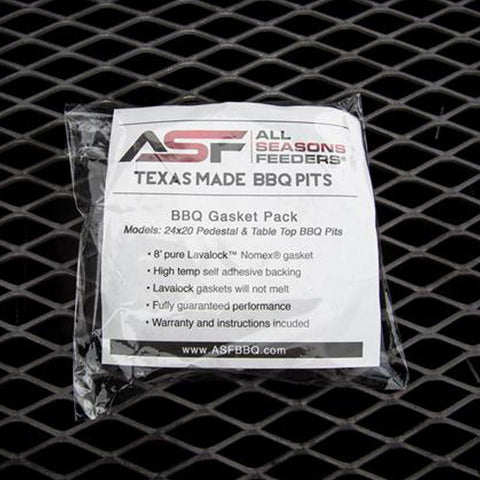 ASF ALL SEASONS FEEDERS®
TEXAS MADE BBQ PITS
BBQ Gasket Pack
Models: 24x20 Pedestal & Table Top BBQ Pits
• 8' pure Lavalock™ Nomex® gasket
• High temp self adhesive backing
• Lavalock gaskets will not melt
• Fully guaranteed performance
• Warranty and instructions included
www.ASFBBQ.com